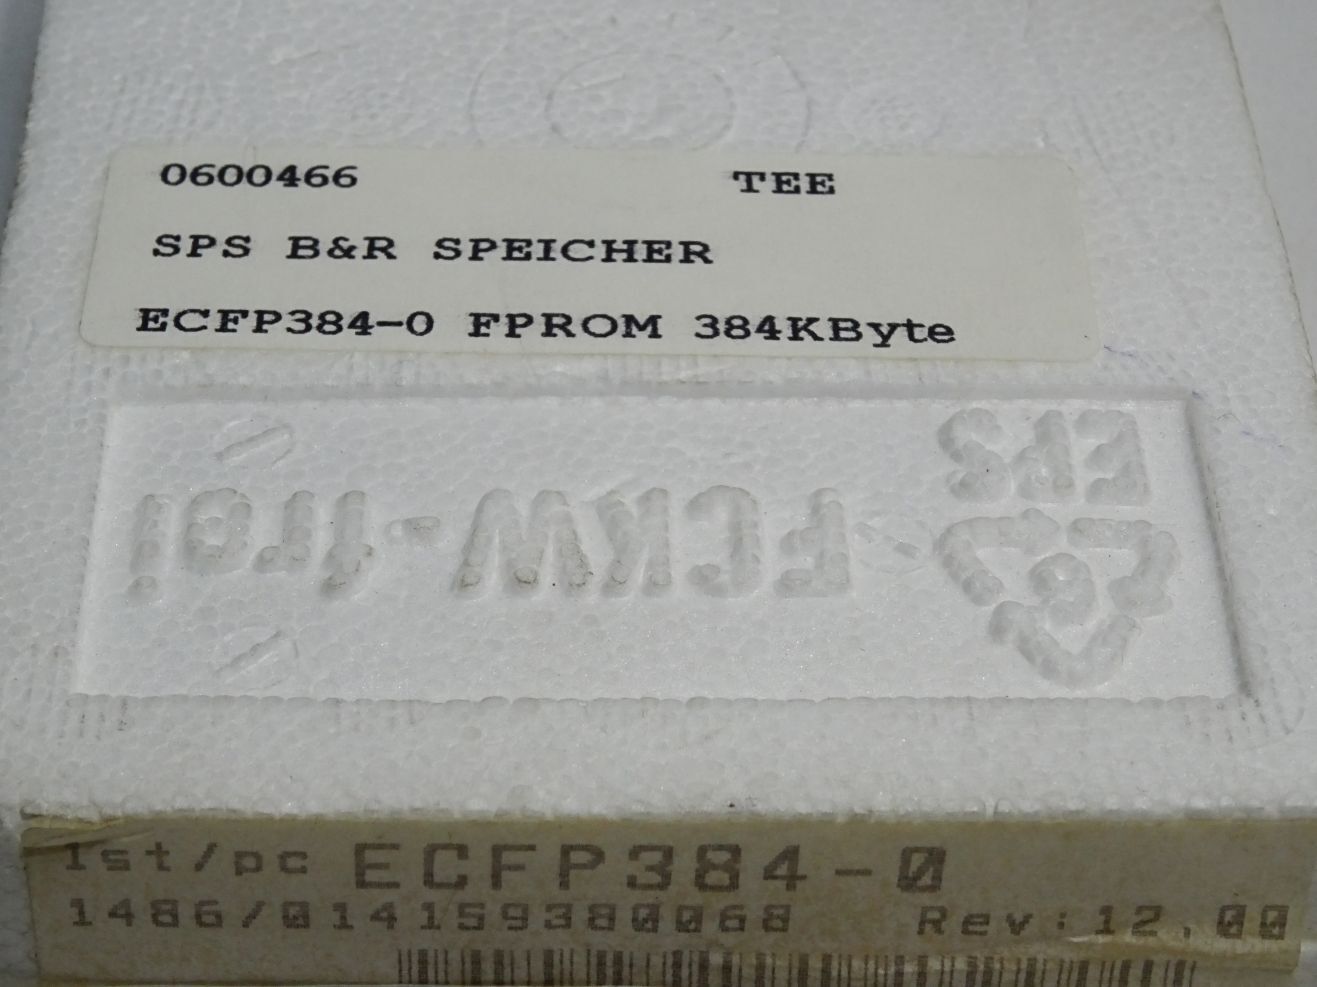 0600466 TEE
SPS B&R SPEICHER
ECFP384-0 FPROM 384KByte
EPS
FCKW-frei
1st/pc ECFP384-0
1486/014159380068 Rev:12.00